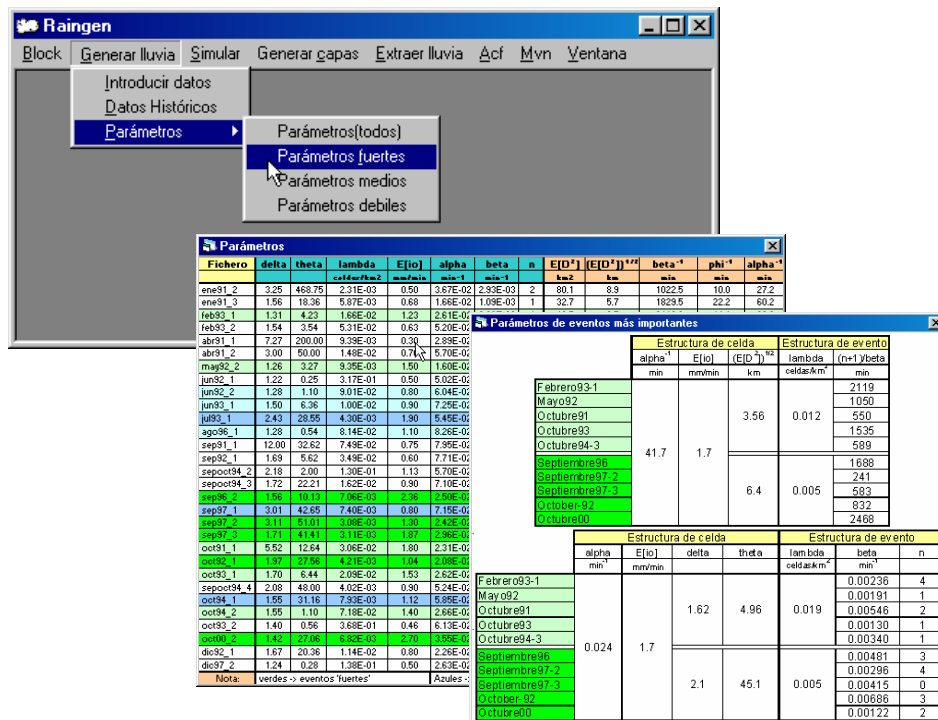 Raingen
Block Generar lluvia Simular Generar capas Extraer lluvia Acf Mvn Ventana
Introducir datos
Datos Históricos
Parámetros
Parámetros(todos)
Parámetros fuertes
Parámetros medios
Parámetros debiles
Parámetros
Fichero delta theta lambda E[io] alpha beta n E[D²] (E[D²])^1/2 beta⁻¹ phi⁻¹ alpha⁻¹
celdas/km2 mm/min min-1 min-1 km2 km min min min
ene91_2 3.25 468.75 2.31E-03 0.50 3.67E-02 2.93E-03 2 80.1 8.9 1022.5 10.0 27.2
ene91_3 1.56 18.36 5.87E-03 0.68 1.66E-02 1.09E-03 1 32.7 5.7 1829.5 22.2 60.2
feb93_1 1.31 4.23 1.66E-02 1.23 2.61E-02
feb93_2 1.54 3.54 5.31E-02 0.63 5.20E-02
abr91_1 7.27 200.00 9.39E-03 0.30 2.89E-02
abr91_2 3.00 50.00 1.48E-02 5.70E-02
may92_2 1.26 3.27 9.35E-03 1.50 1.60E-02
jun92_1 1.22 0.25 3.17E-01 0.50 5.02E-02
jun92_2 1.28 1.10 9.01E-02 0.80 6.04E-02
jun93_1 1.50 6.36 1.00E-02 0.90 7.25E-02
jul93_1 2.43 28.55 4.30E-03 1.90 5.45E-02
ago96_1 1.28 0.54 8.14E-02 1.10 8.26E-02
sep91_1 12.00 32.62 7.49E-02 0.75 7.95E-02
sep92_1 1.69 5.62 3.49E-02 0.60 7.71E-02
sepoct94_2 2.18 2.00 1.30E-01 1.13 5.70E-02
sepoct94_3 1.72 22.21 1.62E-02 0.90 7.10E-02
sep96_2 1.56 10.13 7.06E-03 2.36 2.50E-02
sep97_1 3.01 42.65 7.40E-03 0.80 7.15E-02
sep97_2 3.11 51.01 3.08E-03 1.30 2.42E-02
sep97_3 1.71 41.41 3.11E-03 1.87 2.96E-02
oct91_1 5.52 12.64 3.06E-02 1.80 2.31E-02
oct92_1 1.97 27.56 4.21E-03 1.04 2.08E-02
oct93_1 1.70 6.44 2.09E-02 1.53 2.62E-02
sepoct94_4 2.08 48.00 4.02E-03 0.90 5.24E-02
oct94_1 1.55 31.16 7.93E-03 1.12 5.85E-02
oct94_2 1.55 1.10 7.18E-02 1.40 2.66E-02
oct93_2 1.40 0.56 3.68E-01 0.46 6.13E-02
oct00_2 1.42 27.06 6.82E-03 2.70 3.55E-02
dic92_1 1.67 20.36 1.14E-02 0.80 2.26E-02
dic97_2 1.24 0.28 1.38E-01 0.50 2.63E-02
Nota: verdes -> eventos 'fuertes' Azules -
Parámetros de eventos más importantes
Estructura de celda Estructura de evento
alpha⁻¹ E[io] (E[D²])^1/2 lambda (n+1)/beta
min mm/min km celdas/km² min
Febrero93-1 2119
Mayo92 1050
Octubre91 3.56 0.012 550
Octubre93 1535
Octubre94-3 589
41.7 1.7
Septiembre96 1688
Septiembre97-2 241
Septiembre97-3 6.4 0.005 583
October-92 832
Octubre00 2468
Estructura de celda Estructura de evento
alpha E[io] delta theta lambda beta n
min⁻¹ mm/min celdas/km² min⁻¹
Febrero93-1 0.00236 4
Mayo92 0.00191 1
Octubre91 1.62 4.96 0.019 0.00546 2
Octubre93 0.00130 1
Octubre94-3 0.00340 1
0.024 1.7
Septiembre96 0.00481 3
Septiembre97-2 0.00296 4
Septiembre97-3 2.1 45.1 0.005 0.00415 0
October-92 0.00686 3
Octubre00 0.00122 2